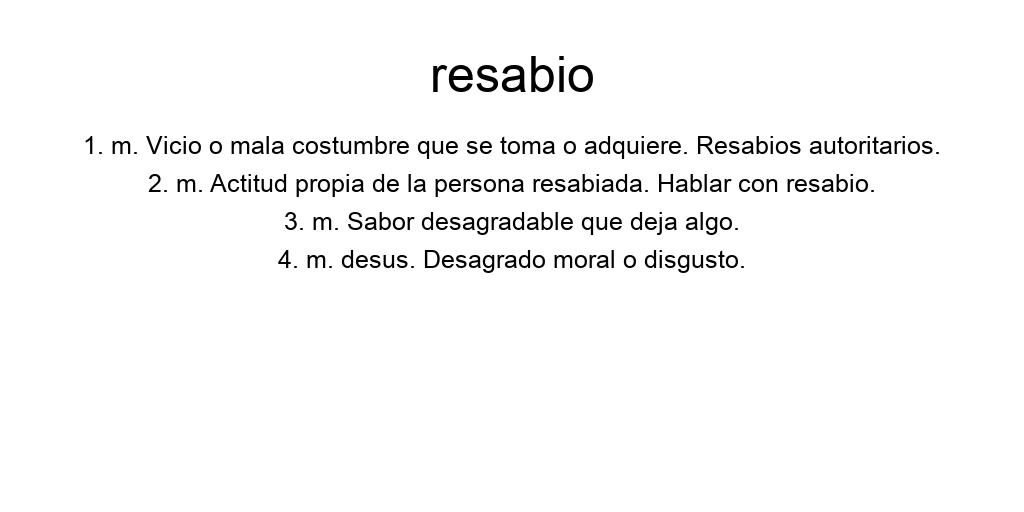 resabio
1. m. Vicio o mala costumbre que se toma o adquiere. Resabios autoritarios.
2. m. Actitud propia de la persona resabiada. Hablar con resabio.
3. m. Sabor desagradable que deja algo.
4. m. desus. Desagrado moral o disgusto.